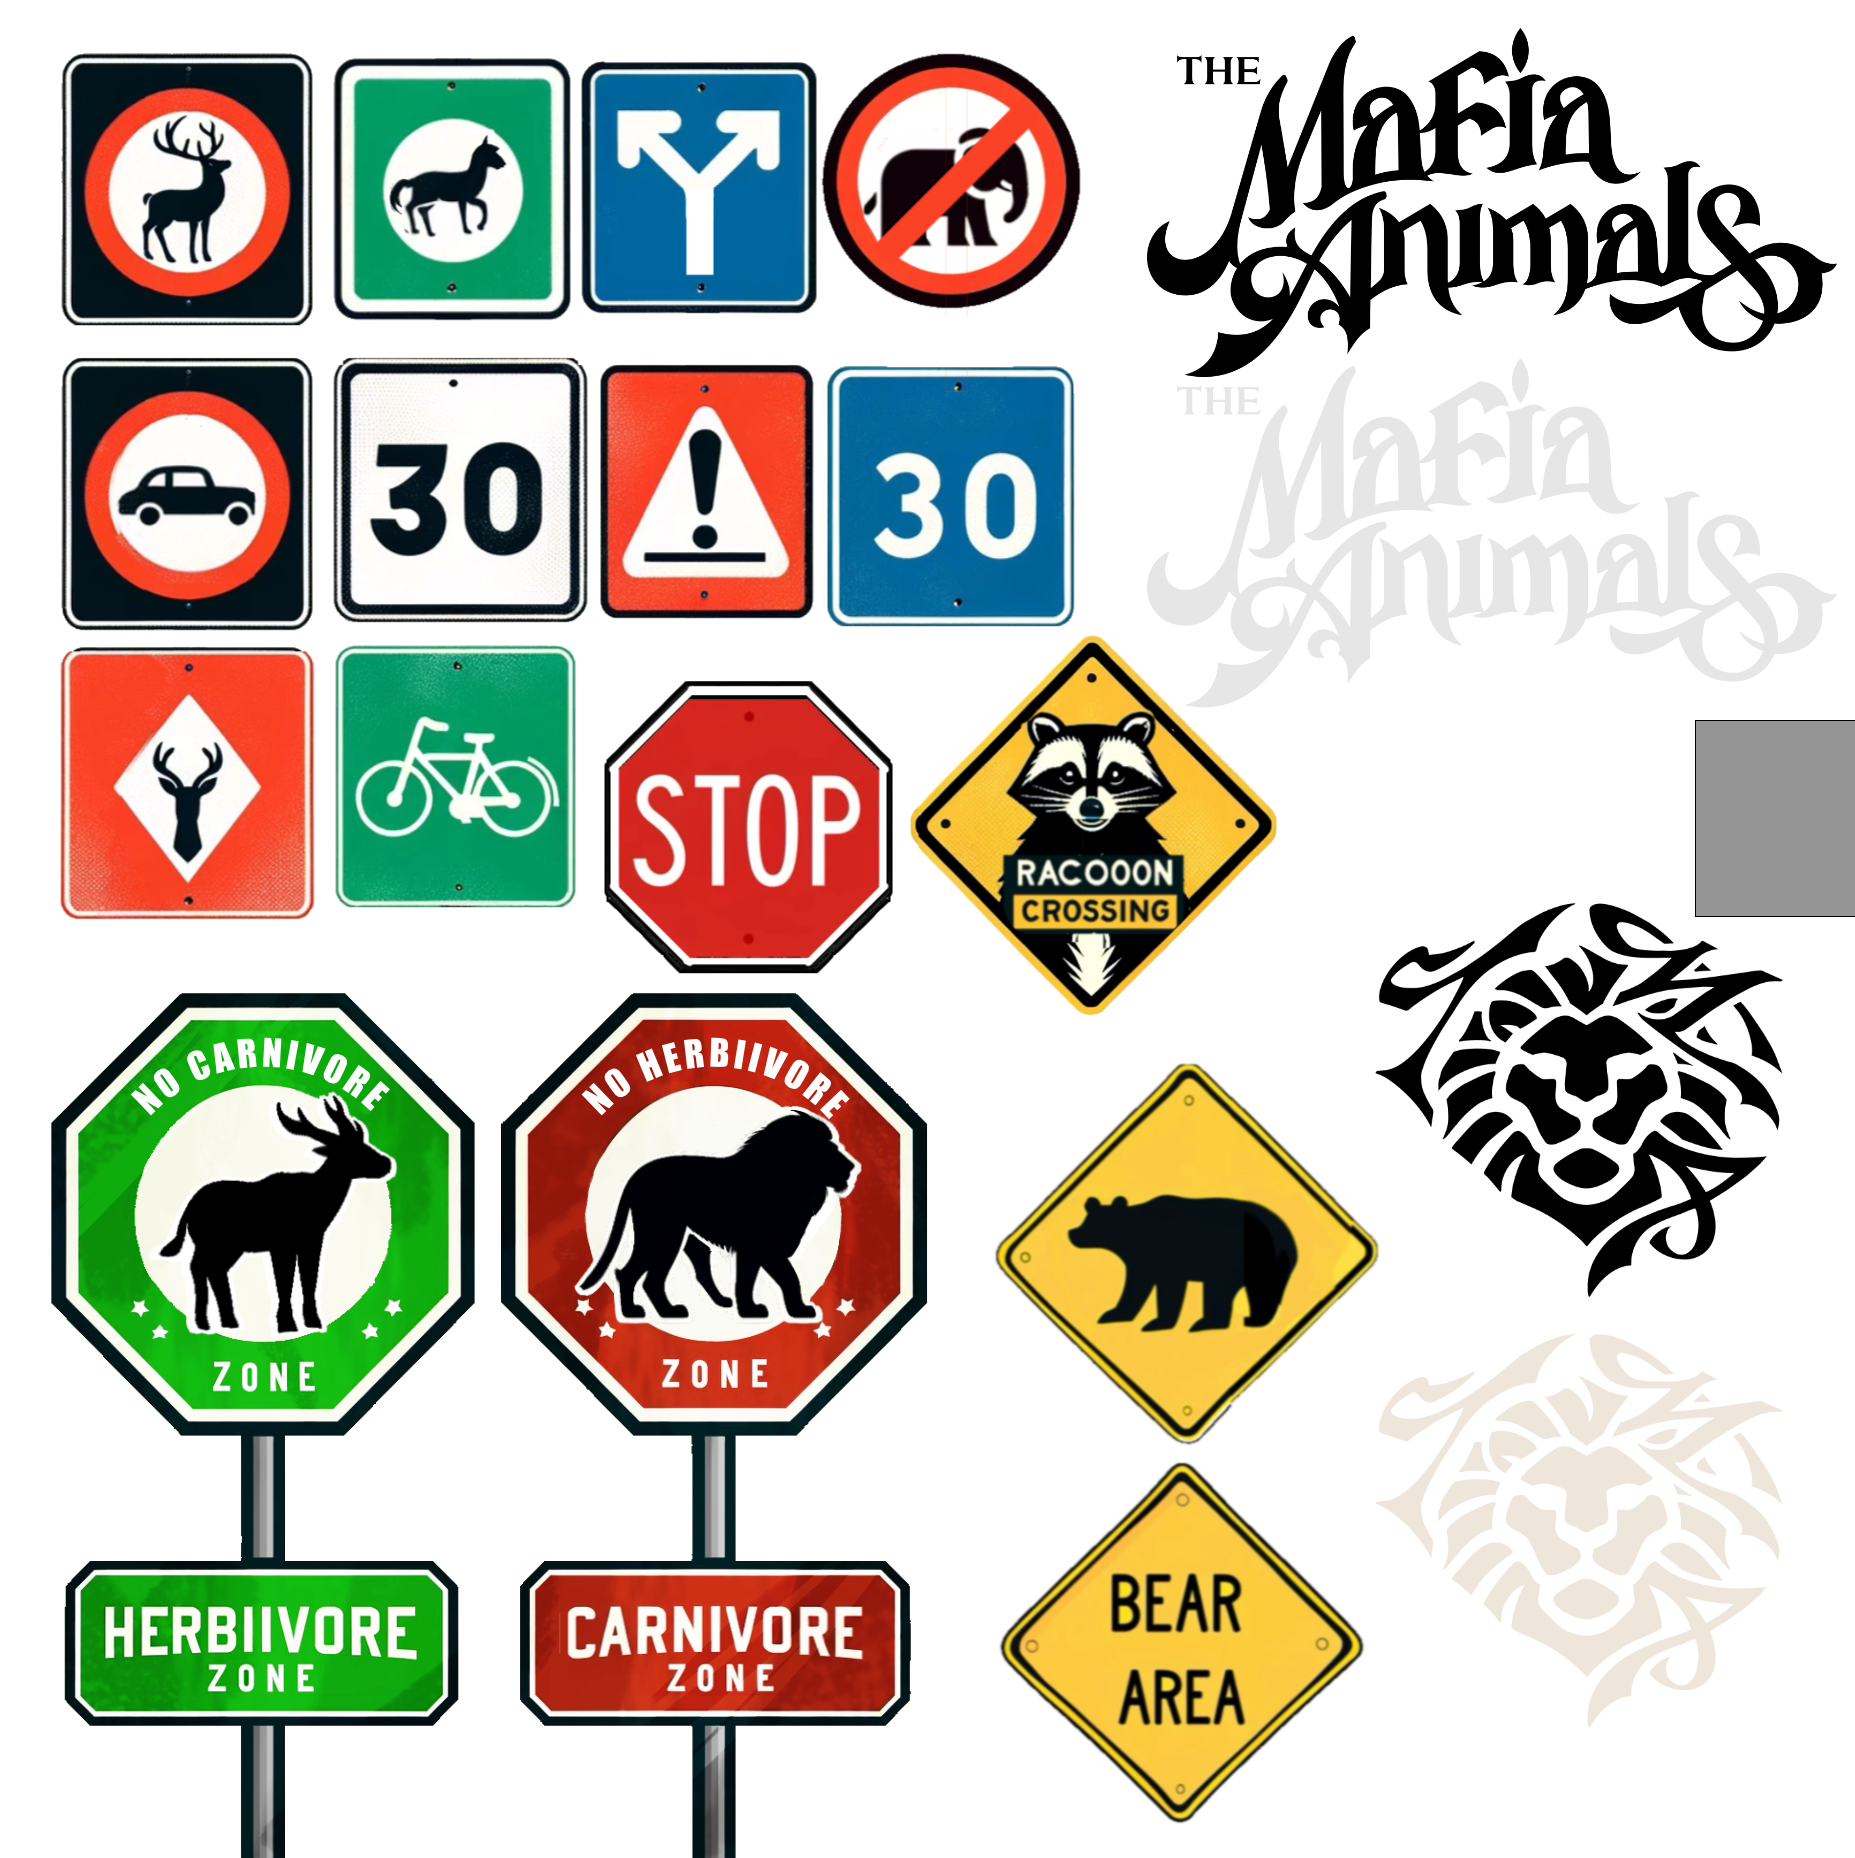 THE
Mafia
Animals
30
30
THE
Mafia
Animals
STOP
RACOOON
CROSSING
NO CARNIVORE
ZONE
NO HERBIIVORE
ZONE
HERBIIVORE
ZONE
CARNIVORE
ZONE
BEAR
AREA